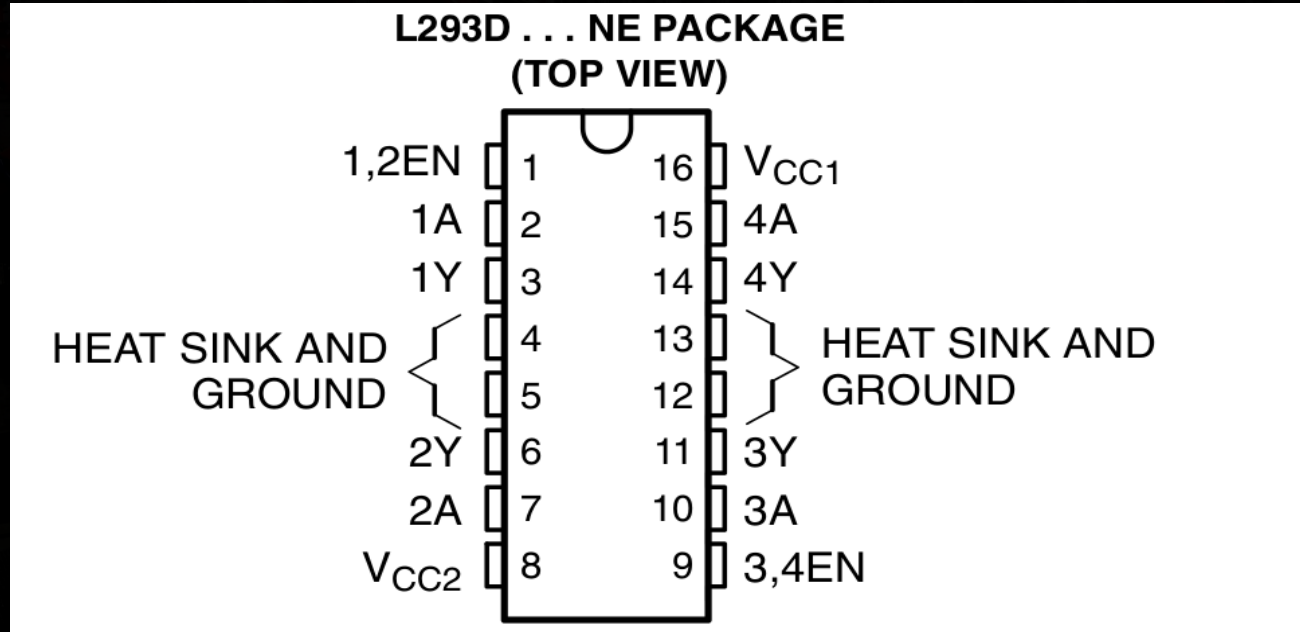 L293D . . . NE PACKAGE
(TOP VIEW)
1,2EN 1 16 VCC1
1A 2 15 4A
1Y 3 14 4Y
HEAT SINK AND 4 13 HEAT SINK AND
GROUND 5 12 GROUND
2Y 6 11 3Y
2A 7 10 3A
VCC2 8 9 3,4EN